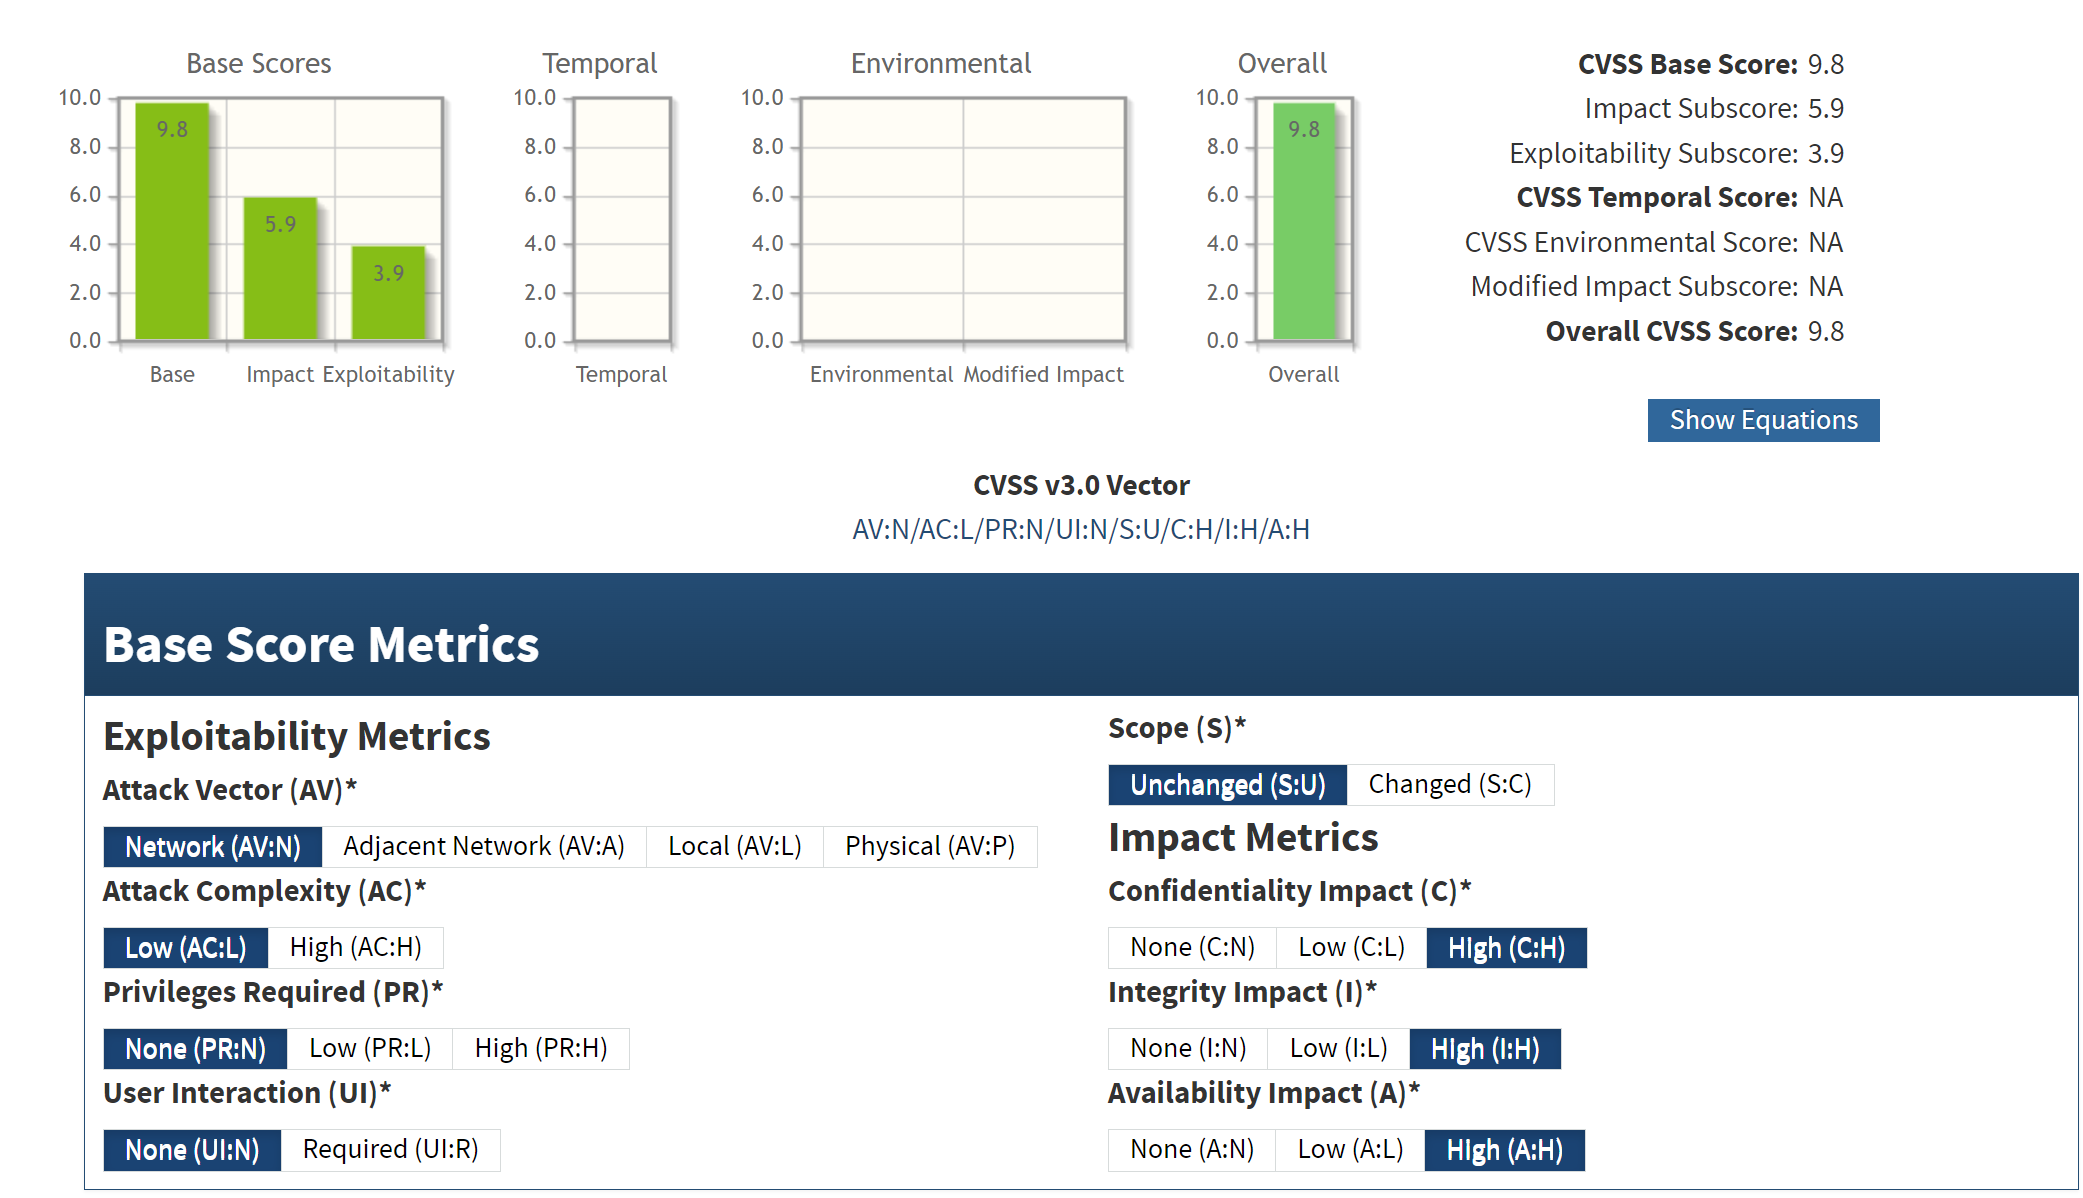 Base Scores
10.0
8.0
6.0
4.0
2.0
0.0
9.8
5.9
3.9
Base Impact Exploitability
Temporal
10.0
8.0
6.0
4.0
2.0
0.0
Temporal
Environmental
10.0
8.0
6.0
4.0
2.0
0.0
Environmental Modified Impact
Overall
10.0
8.0
6.0
4.0
2.0
0.0
9.8
Overall
CVSS Base Score: 9.8
Impact Subscore: 5.9
Exploitability Subscore: 3.9
CVSS Temporal Score: NA
CVSS Environmental Score: NA
Modified Impact Subscore: NA
Overall CVSS Score: 9.8
Show Equations
CVSS v3.0 Vector
AV:N/AC:L/PR:N/UI:N/S:U/C:H/I:H/A:H
Base Score Metrics
Exploitability Metrics
Attack Vector (AV)*
Network (AV:N) Adjacent Network (AV:A) Local (AV:L) Physical (AV:P)
Attack Complexity (AC)*
Low (AC:L) High (AC:H)
Privileges Required (PR)*
None (PR:N) Low (PR:L) High (PR:H)
User Interaction (UI)*
None (UI:N) Required (UI:R)
Scope (S)*
Unchanged (S:U) Changed (S:C)
Impact Metrics
Confidentiality Impact (C)*
None (C:N) Low (C:L) High (C:H)
Integrity Impact (I)*
None (I:N) Low (I:L) High (I:H)
Availability Impact (A)*
None (A:N) Low (A:L) High (A:H)